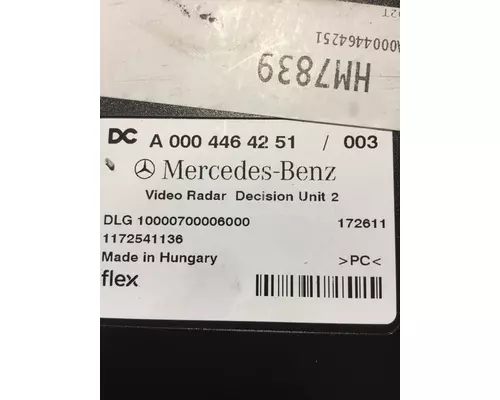 02T
A0004464251
HM7839
DC A 000 446 42 51 / 003
Mercedes-Benz
Video Radar Decision Unit 2
DLG 10000700006000 172611
1172541136
Made in Hungary >PC<
flex